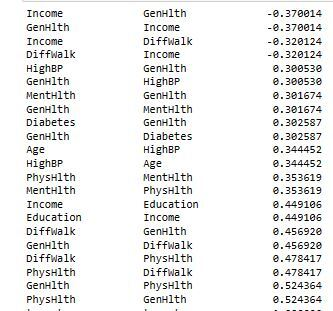 Income GenHlth -0.370014
GenHlth Income -0.370014
Income DiffWalk -0.320124
DiffWalk Income -0.320124
HighBP GenHlth 0.300530
GenHlth HighBP 0.300530
MentHlth GenHlth 0.301674
GenHlth MentHlth 0.301674
Diabetes GenHlth 0.302587
GenHlth Diabetes 0.302587
Age HighBP 0.344452
HighBP Age 0.344452
PhysHlth MentHlth 0.353619
MentHlth PhysHlth 0.353619
Income Education 0.449106
Education Income 0.449106
DiffWalk GenHlth 0.456920
GenHlth DiffWalk 0.456920
DiffWalk PhysHlth 0.478417
PhysHlth DiffWalk 0.478417
GenHlth PhysHlth 0.524364
PhysHlth GenHlth 0.524364